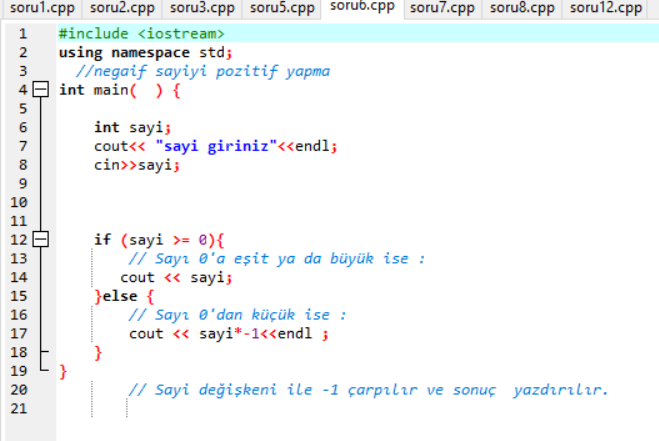 soru1.cpp soru2.cpp soru3.cpp soru5.cpp soru6.cpp soru7.cpp soru8.cpp soru12.cpp
1 #include <iostream>
2 using namespace std;
3 //negaif sayiyi pozitif yapma
4 int main(  ) {
5
6 int sayi;
7 cout<< "sayi giriniz"<<endl;
8 cin>>sayi;
9
10
11
12 if (sayi >= 0){
13 // Sayı 0'a eşit ya da büyük ise :
14 cout << sayi;
15 }else {
16 // Sayı 0'dan küçük ise :
17 cout << sayi*-1<<endl ;
18 }
19 }
20 // Sayi değişkeni ile -1 çarpılır ve sonuç  yazdırılır.
21